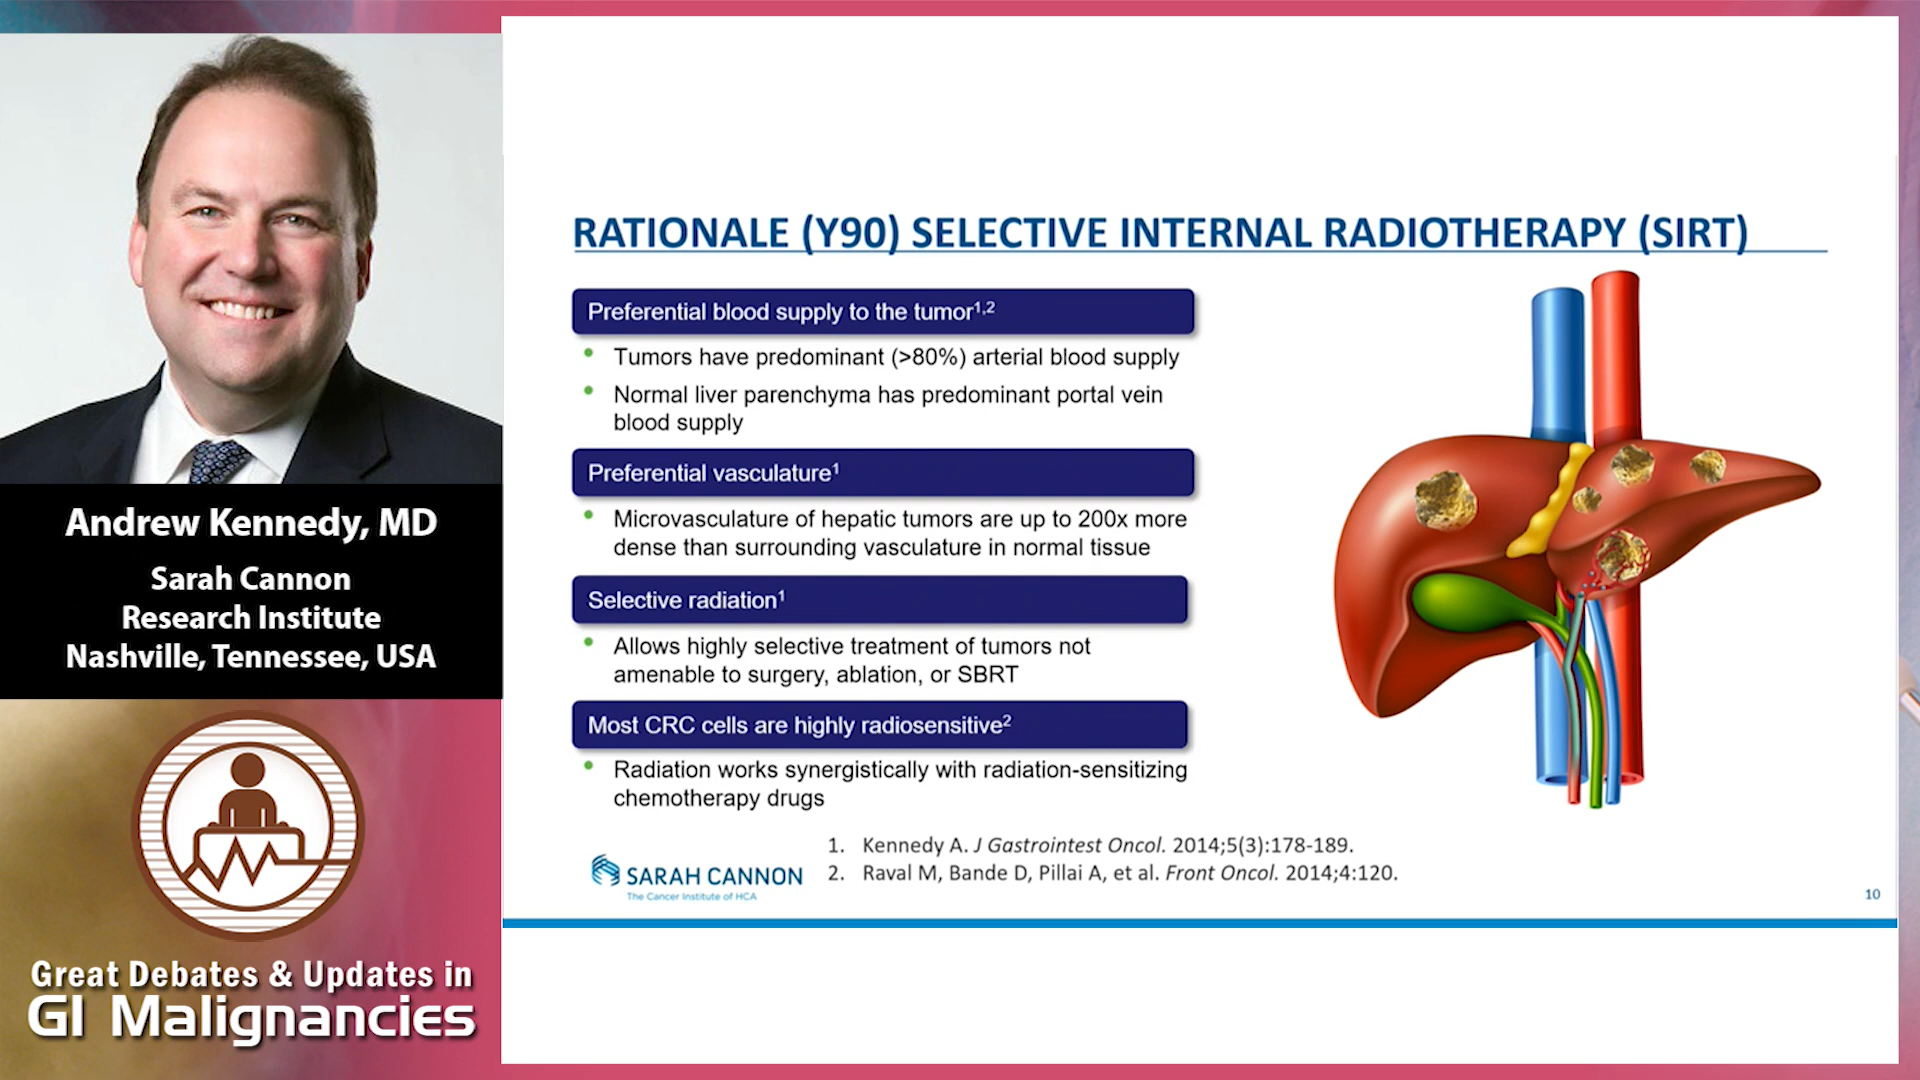 Andrew Kennedy, MD
Sarah Cannon
Research Institute
Nashville, Tennessee, USA
Great Debates & Updates in
GI Malignancies
RATIONALE (Y90) SELECTIVE INTERNAL RADIOTHERAPY (SIRT)
Preferential blood supply to the tumor1,2
• Tumors have predominant (>80%) arterial blood supply
• Normal liver parenchyma has predominant portal vein
blood supply
Preferential vasculature1
• Microvasculature of hepatic tumors are up to 200x more
dense than surrounding vasculature in normal tissue
Selective radiation1
• Allows highly selective treatment of tumors not
amenable to surgery, ablation, or SBRT
Most CRC cells are highly radiosensitive2
• Radiation works synergistically with radiation-sensitizing
chemotherapy drugs
1. Kennedy A. J Gastrointest Oncol. 2014;5(3):178-189.
2. Raval M, Bande D, Pillai A, et al. Front Oncol. 2014;4:120.
SARAH CANNON
The Cancer Institute of HCA
10